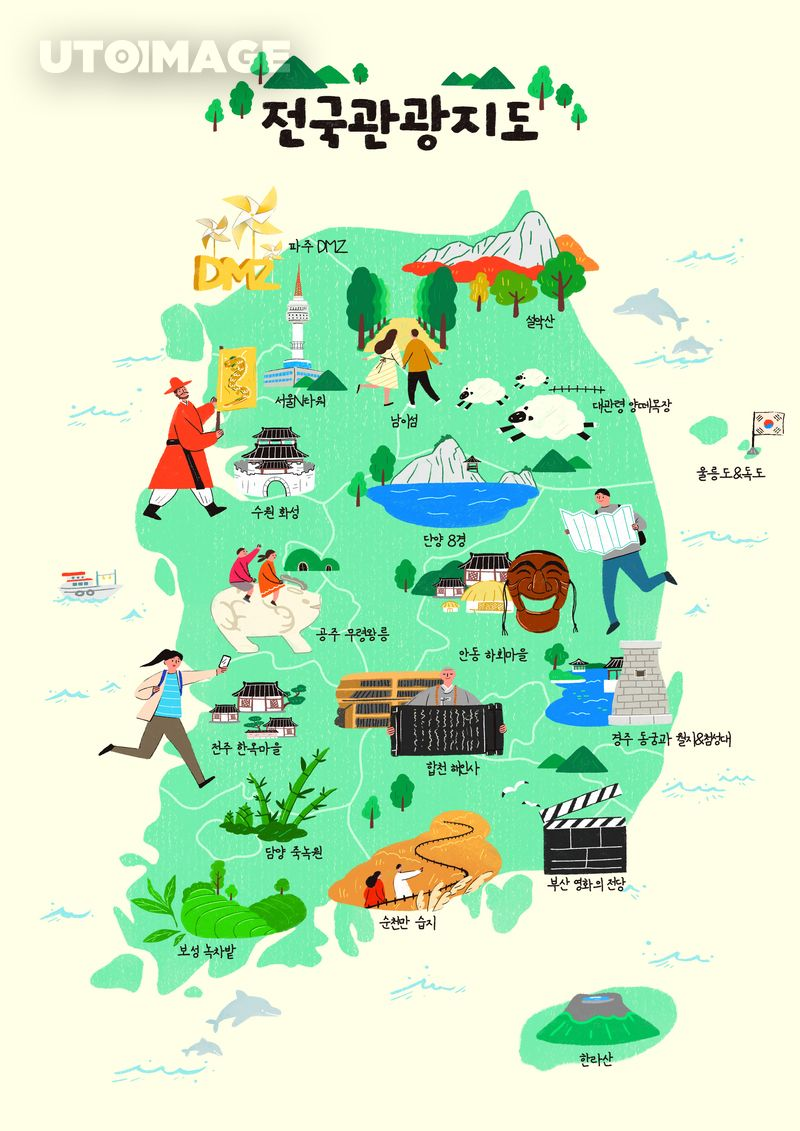 UTOIMAGE
전국관광지도
파주 DMZ
DMZ
설악산
서울N타워
남이섬
대관령 양떼목장
울릉도&독도
수원 화성
단양 8경
공주 무령왕릉
안동 하회마을
경주 동궁과 월지&첨성대
전주 한옥마을
합천 해인사
담양 죽녹원
부산 영화의 전당
순천만 습지
보성 녹차밭
한라산